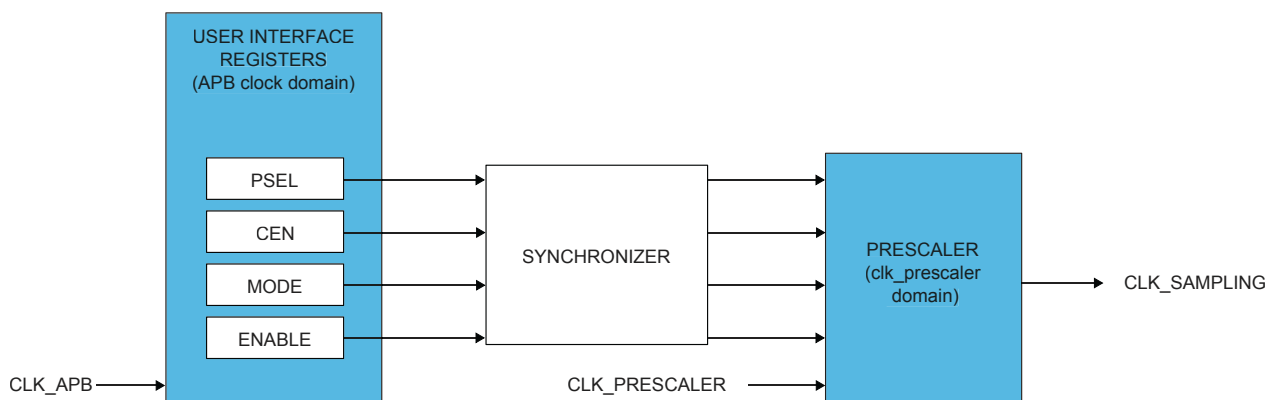 USER INTERFACE
REGISTERS
(APB clock domain)
PSEL
CEN
MODE
ENABLE
CLK_APB
SYNCHRONIZER
PRESCALER
(clk_prescaler
domain)
CLK_PRESCALER
CLK_SAMPLING